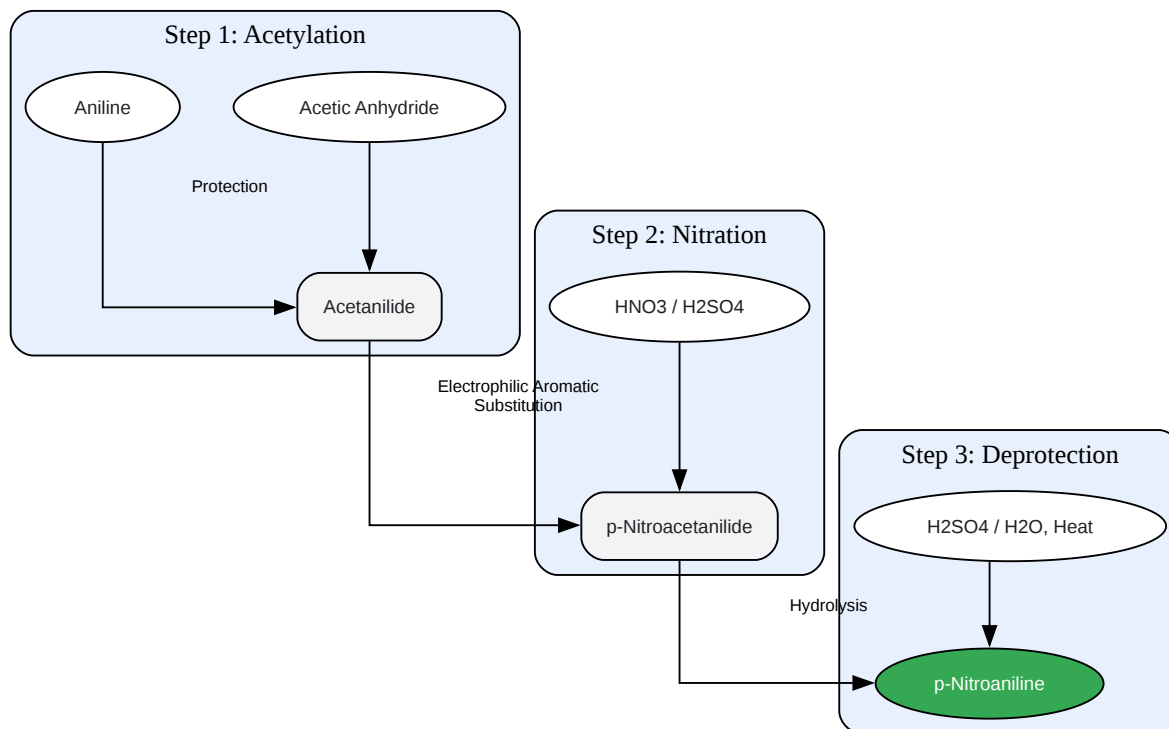 Step 1: Acetylation
Aniline
Acetic Anhydride
Protection
Acetanilide
Step 2: Nitration
HNO3 / H2SO4
Electrophilic Aromatic
Substitution
p-Nitroacetanilide
Step 3: Deprotection
H2SO4 / H2O, Heat
Hydrolysis
p-Nitroaniline